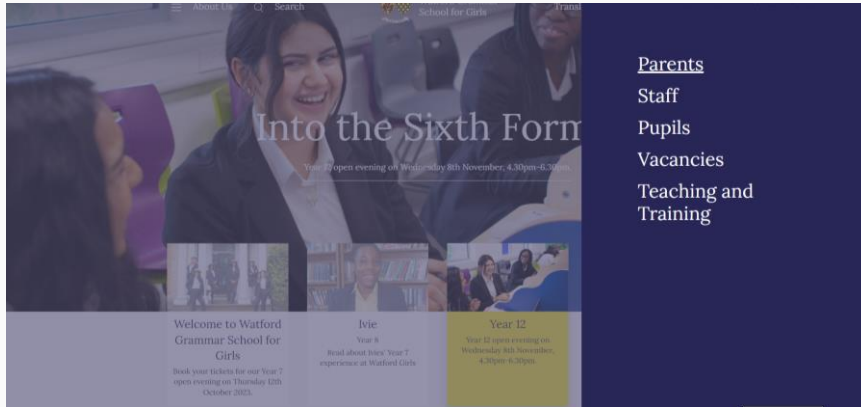 About Us
Search
School for Girls
Into the Sixth Form
Year 12 open evening on Wednesday 8th November, 4.30pm-6.30pm
Welcome to Watford
Grammar School for
Girls
Book your tickets for our Year 7
open evening on Thursday 12th
October 2023.
Ivie
Year 8
Read about Ivies' Year 7
experience at Watford Girls
Year 12
Year 12 open evening on
Wednesday 8th November,
4.30pm-6.30pm
Parents
Staff
Pupils
Vacancies
Teaching and
Training